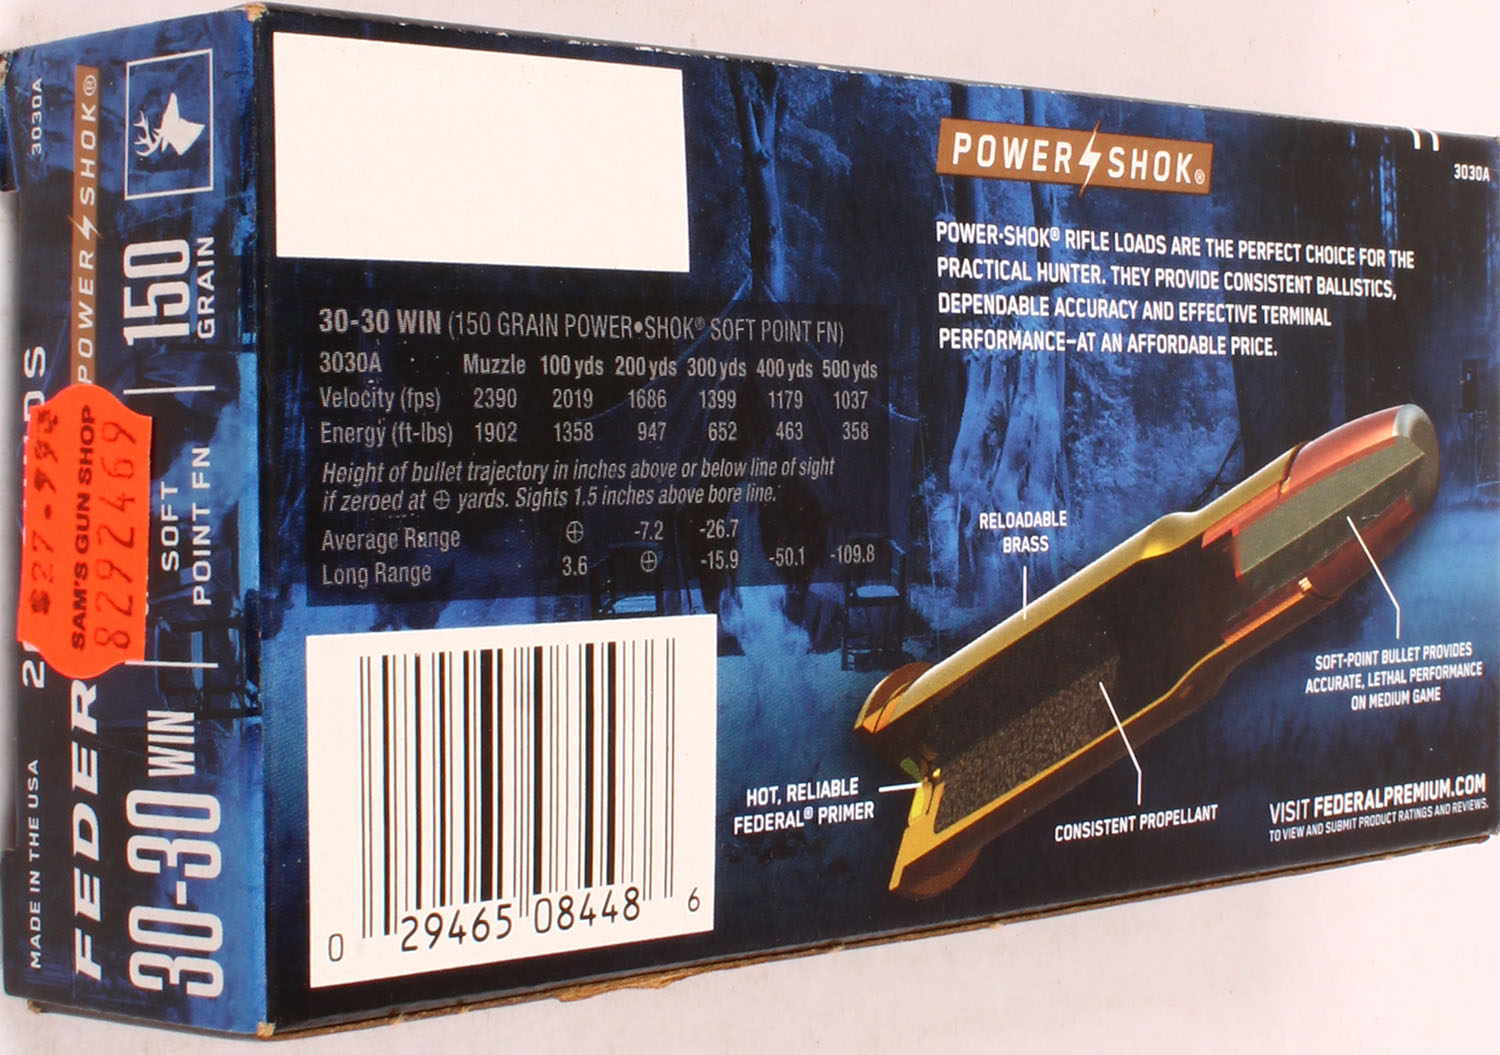 3030A
POWER SHOK®
150
GRAIN
SOFT
POINT FN
30-30 WIN
MADE IN THE USA
$27.99
SAM'S GUN SHOP
8292469
30-30 WIN (150 GRAIN POWER•SHOK® SOFT POINT FN)
3030A Muzzle 100 yds 200 yds 300 yds 400 yds 500 yds
Velocity (fps) 2390 2019 1686 1399 1179 1037
Energy (ft-lbs) 1902 1358 947 652 463 358
Height of bullet trajectory in inches above or below line of sight
if zeroed at ⊕ yards. Sights 1.5 inches above bore line.
Average Range ⊕ -7.2 -26.7
Long Range 3.6 ⊕ -15.9 -50.1 -109.8
0 29465 08448 6
POWER SHOK®
3030A
POWER•SHOK® RIFLE LOADS ARE THE PERFECT CHOICE FOR THE
PRACTICAL HUNTER. THEY PROVIDE CONSISTENT BALLISTICS,
DEPENDABLE ACCURACY AND EFFECTIVE TERMINAL
PERFORMANCE–AT AN AFFORDABLE PRICE.
RELOADABLE
BRASS
SOFT-POINT BULLET PROVIDES
ACCURATE, LETHAL PERFORMANCE
ON MEDIUM GAME
HOT, RELIABLE
FEDERAL® PRIMER
CONSISTENT PROPELLANT
VISIT FEDERALPREMIUM.COM
TO VIEW AND SUBMIT PRODUCT RATINGS AND REVIEWS.